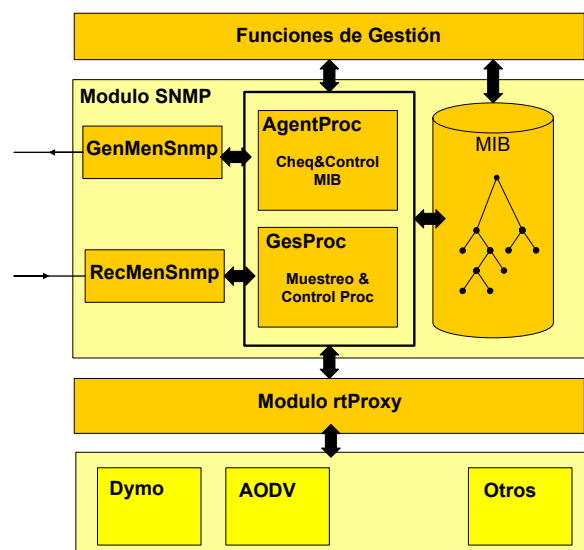 Funciones de Gestión
Modulo SNMP
GenMenSnmp
AgentProc
Cheq&Control
MIB
MIB
RecMenSnmp
GesProc
Muestreo &
Control Proc
Modulo rtProxy
Dymo
AODV
Otros